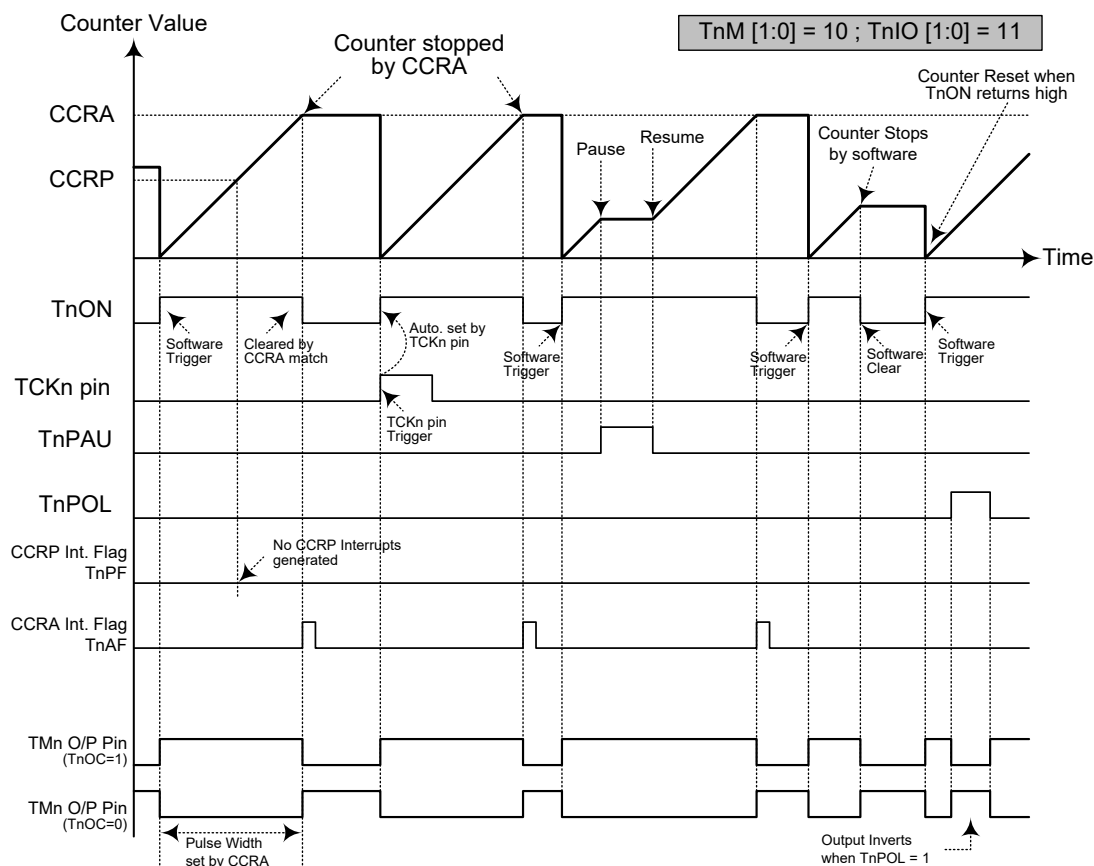 Counter Value
TnM [1:0] = 10 ; TnIO [1:0] = 11
Counter stopped
by CCRA
Counter Reset when
TnON returns high
CCRA
Counter Stops
by software
Pause
Resume
CCRP
Time
TnON
Software
Trigger
Cleared by
CCRA match
Auto. set by
TCKn pin
Software
Trigger
Software
Trigger
Software
Clear
Software
Trigger
TCKn pin
TCKn pin
Trigger
TnPAU
TnPOL
CCRP Int. Flag
TnPF
No CCRP Interrupts
generated
CCRA Int. Flag
TnAF
TMn O/P Pin
(TnOC=1)
TMn O/P Pin
(TnOC=0)
Pulse Width
set by CCRA
Output Inverts
when TnPOL = 1